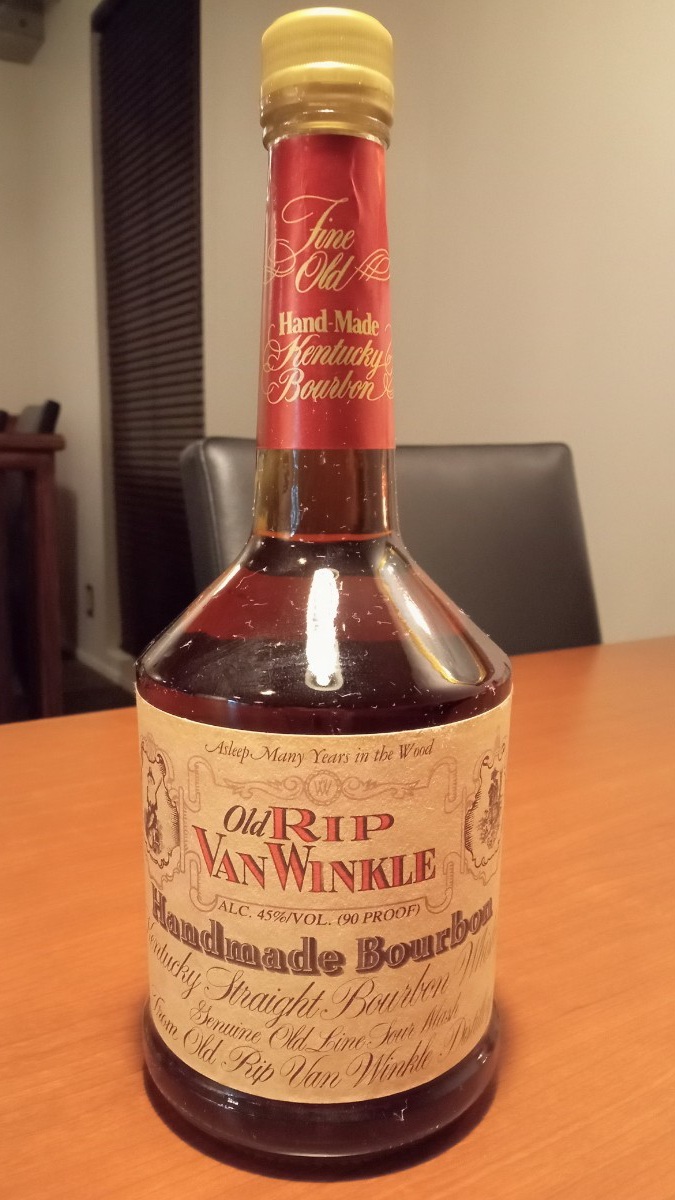 Fine
Old
Hand-Made
Kentucky
Bourbon
Asleep Many Years in the Wood
Old RIP
VAN WINKLE
ALC. 45%/VOL. (90 PROOF)
Handmade Bourbon
Kentucky Straight Bourbon
Genuine Old Line Sour Mash
From Old Rip Van Winkle